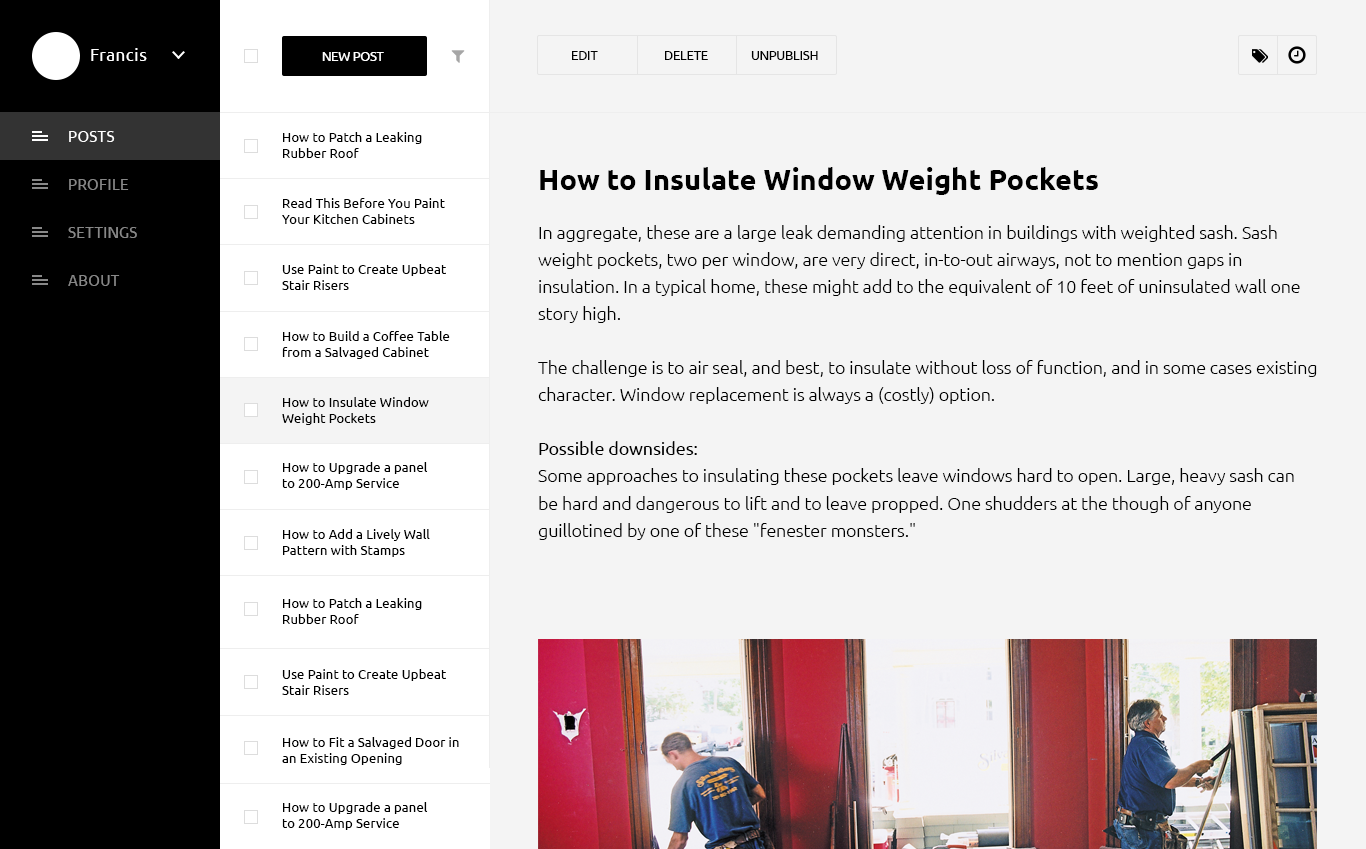 Francis
POSTS
PROFILE
SETTINGS
ABOUT
NEW POST
How to Patch a Leaking
Rubber Roof
Read This Before You Paint
Your Kitchen Cabinets
Use Paint to Create Upbeat
Stair Risers
How to Build a Coffee Table
from a Salvaged Cabinet
How to Insulate Window
Weight Pockets
How to Upgrade a panel
to 200-Amp Service
How to Add a Lively Wall
Pattern with Stamps
How to Patch a Leaking
Rubber Roof
Use Paint to Create Upbeat
Stair Risers
How to Fit a Salvaged Door in
an Existing Opening
How to Upgrade a panel
to 200-Amp Service
EDIT
DELETE
UNPUBLISH
How to Insulate Window Weight Pockets
In aggregate, these are a large leak demanding attention in buildings with weighted sash. Sash
weight pockets, two per window, are very direct, in-to-out airways, not to mention gaps in
insulation. In a typical home, these might add to the equivalent of 10 feet of uninsulated wall one
story high.
The challenge is to air seal, and best, to insulate without loss of function, and in some cases existing
character. Window replacement is always a (costly) option.
Possible downsides:
Some approaches to insulating these pockets leave windows hard to open. Large, heavy sash can
be hard and dangerous to lift and to leave propped. One shudders at the though of anyone
guillotined by one of these "fenester monsters."